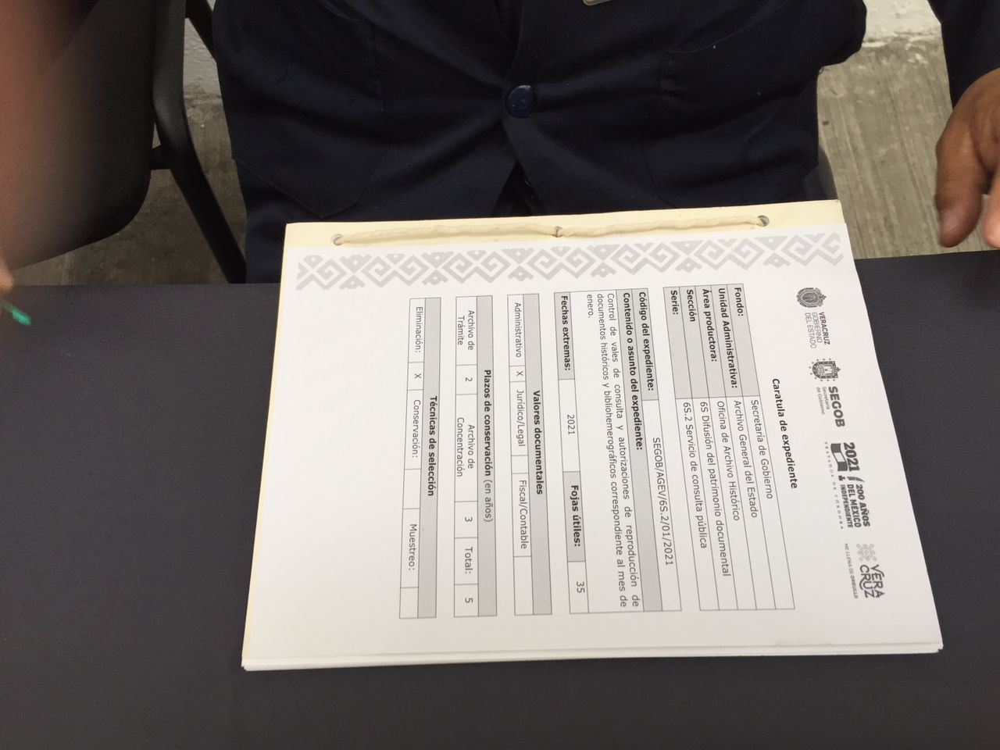 VERACRUZ
GOBIERNO
DEL ESTADO
SEGOB
Secretaría
de Gobierno
2021
TRATADOS DE CÓRDOBA
200 AÑOS
DEL MÉXICO
INDEPENDIENTE
VERA
CRUZ
ME LLENA DE ORGULLO
Caratula de expediente
Fondo: Secretaría de Gobierno
Unidad Administrativa: Archivo General del Estado
Área productora: Oficina de Archivo Histórico
Sección 6S Difusión del patrimonio documental
Serie: 6S.2 Servicio de consulta pública
Código del expediente: SEGOB/AGEV/6S.2/01/2021
Contenido o asunto del expediente:
Control de vales de consulta y autorizaciones de reproducción de
documentos históricos y bibliohemerográficos correspondiente al mes de
enero.
Fechas extremas: 2021 Fojas útiles: 35
Valores documentales
Administrativo X Jurídico/Legal Fiscal/Contable
Plazos de conservación (en años)
Archivo de Trámite 2 Archivo de Concentración 3 Total: 5
Técnicas de selección
Eliminación: X Conservación: Muestreo: